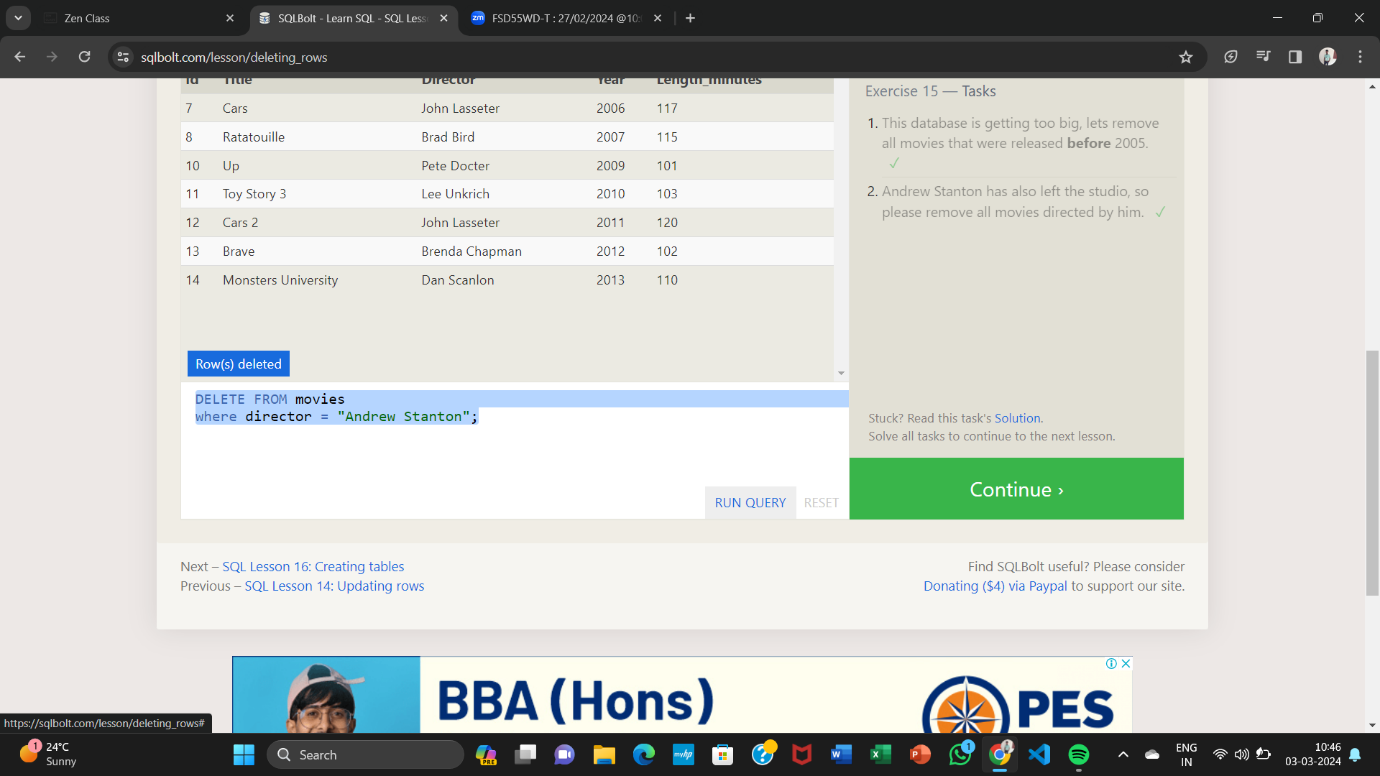 Zen Class
SQLBolt - Learn SQL - SQL Less
zm FSD55WD-T : 27/02/2024 @10:
sqlbolt.com/lesson/deleting_rows
Id Title Director Year Length_minutes
7 Cars John Lasseter 2006 117
8 Ratatouille Brad Bird 2007 115
10 Up Pete Docter 2009 101
11 Toy Story 3 Lee Unkrich 2010 103
12 Cars 2 John Lasseter 2011 120
13 Brave Brenda Chapman 2012 102
14 Monsters University Dan Scanlon 2013 110
Row(s) deleted
DELETE FROM movies
where director = "Andrew Stanton";
RUN QUERY RESET
Exercise 15 — Tasks
1. This database is getting too big, lets remove
all movies that were released before 2005.
✓
2. Andrew Stanton has also left the studio, so
please remove all movies directed by him. ✓
Stuck? Read this task's Solution.
Solve all tasks to continue to the next lesson.
Continue ›
Next – SQL Lesson 16: Creating tables
Previous – SQL Lesson 14: Updating rows
Find SQLBolt useful? Please consider
Donating ($4) via Paypal to support our site.
BBA (Hons)
PES
https://sqlbolt.com/lesson/deleting_rows#
1
24°C
Sunny
Search
PRE
1
ENG
IN
10:46
03-03-2024